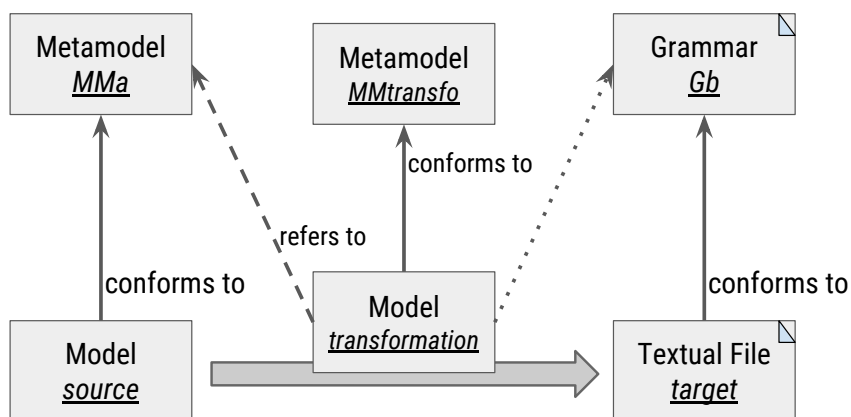 Metamodel
MMa
Metamodel
MMtransfo
Grammar
Gb
conforms to
refers to
conforms to
conforms to
Model
transformation
Model
source
Textual File
target